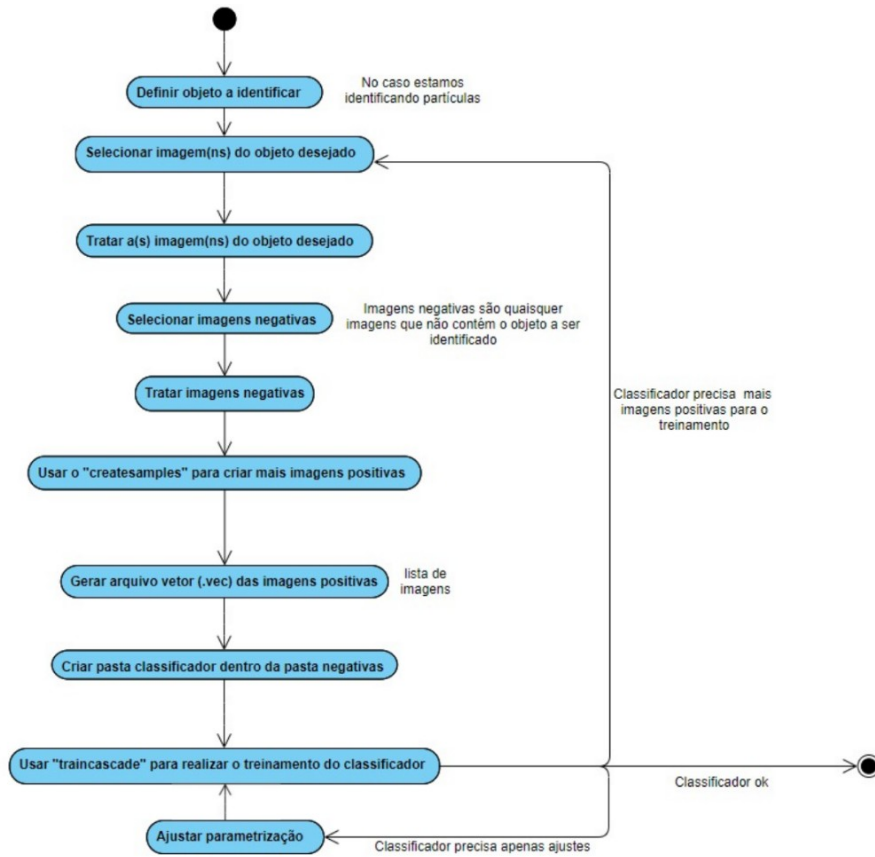 Definir objeto a identificar
No caso estamos
identificando partículas
Selecionar imagem(ns) do objeto desejado
Tratar a(s) imagem(ns) do objeto desejado
Selecionar imagens negativas
Imagens negativas são quaisquer
imagens que não contém o objeto a ser
identificado
Tratar imagens negativas
Classificador precisa mais
imagens positivas para o
treinamento
Usar o "createsamples" para criar mais imagens positivas
Gerar arquivo vetor (.vec) das imagens positivas
lista de
imagens
Criar pasta classificador dentro da pasta negativas
Usar "traincascade" para realizar o treinamento do classificador
Classificador ok
Ajustar parametrização
Classificador precisa apenas ajustes